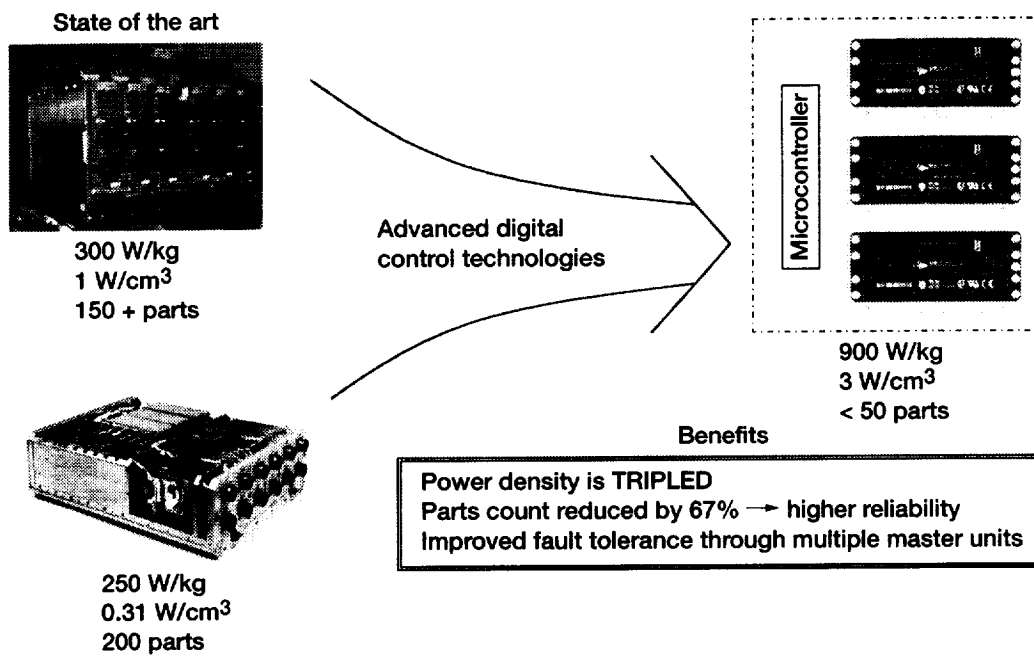 State of the art
300 W/kg
1 W/cm³
150 + parts
250 W/kg
0.31 W/cm³
200 parts
Advanced digital
control technologies
Microcontroller
900 W/kg
3 W/cm³
< 50 parts
Benefits
Power density is TRIPLED
Parts count reduced by 67% → higher reliability
Improved fault tolerance through multiple master units